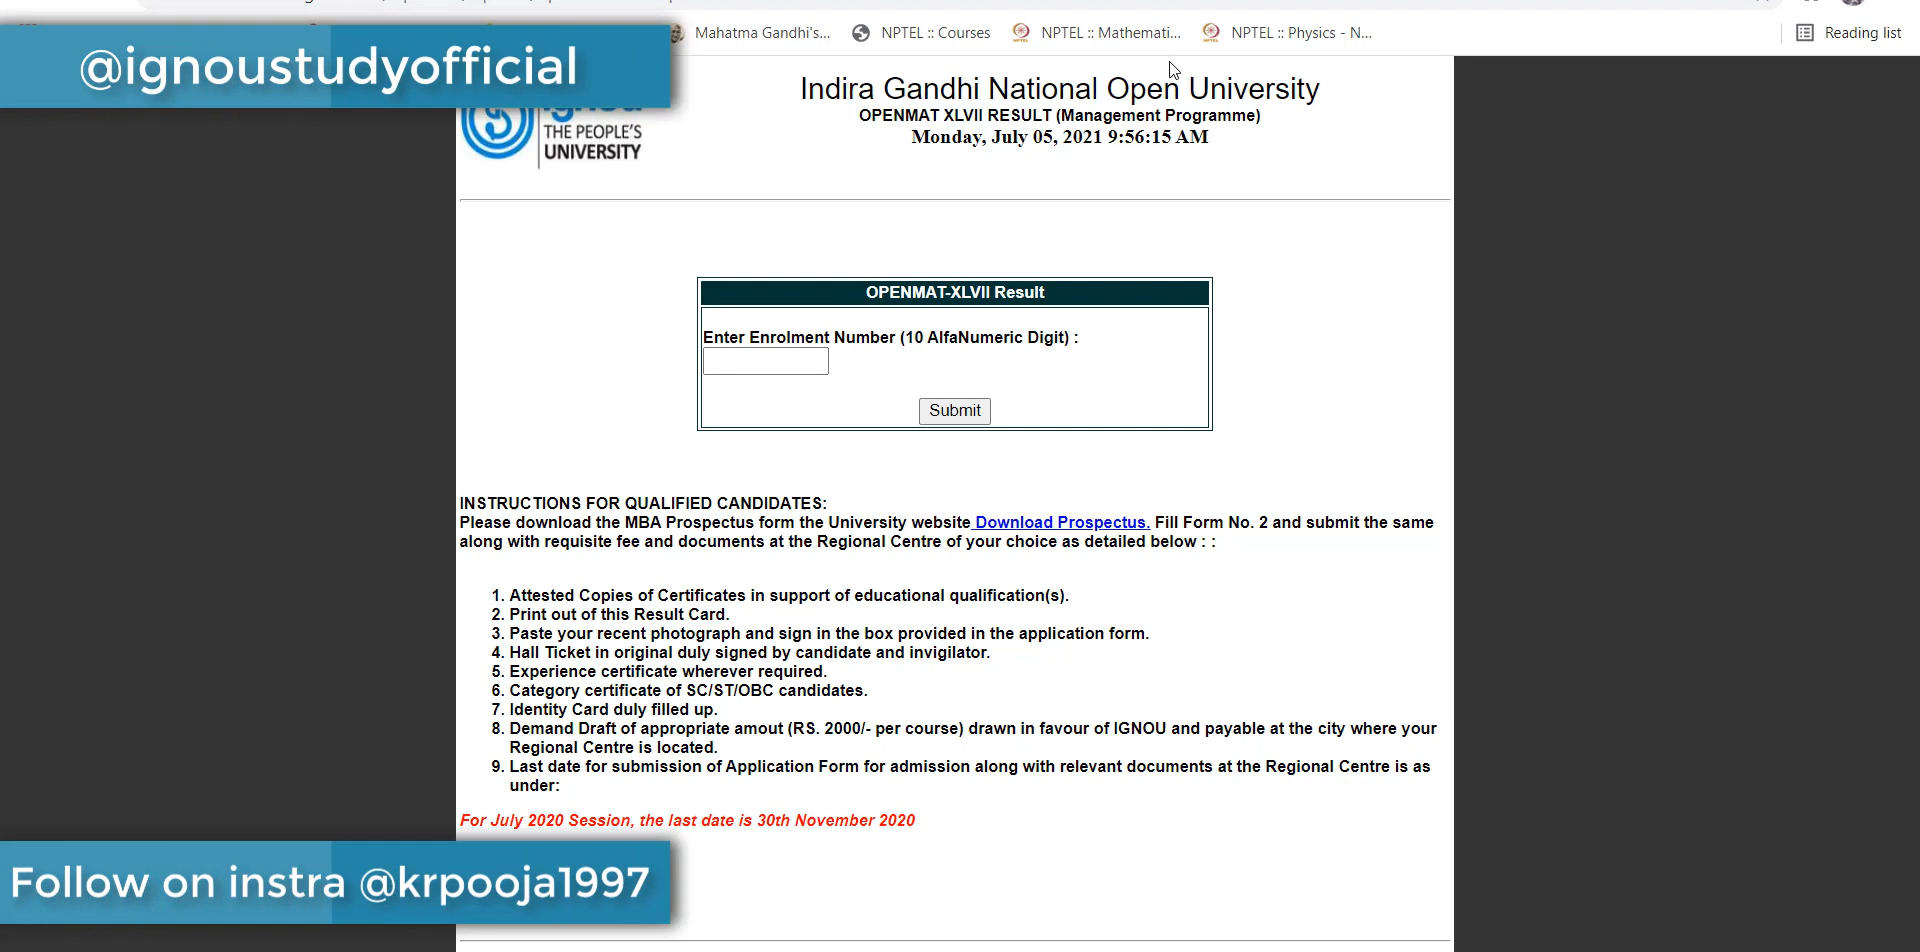 Mahatma Gandhi's... NPTEL :: Courses NPTEL :: Mathemati... NPTEL :: Physics - N... Reading list
@ignoustudyofficial
Indira Gandhi National Open University
OPENMAT XLVII RESULT (Management Programme)
Monday, July 05, 2021 9:56:15 AM
THE PEOPLE'S
UNIVERSITY
OPENMAT-XLVII Result
Enter Enrolment Number (10 AlfaNumeric Digit) :
Submit
INSTRUCTIONS FOR QUALIFIED CANDIDATES:
Please download the MBA Prospectus form the University website Download Prospectus. Fill Form No. 2 and submit the same
along with requisite fee and documents at the Regional Centre of your choice as detailed below : :
1. Attested Copies of Certificates in support of educational qualification(s).
2. Print out of this Result Card.
3. Paste your recent photograph and sign in the box provided in the application form.
4. Hall Ticket in original duly signed by candidate and invigilator.
5. Experience certificate wherever required.
6. Category certificate of SC/ST/OBC candidates.
7. Identity Card duly filled up.
8. Demand Draft of appropriate amout (RS. 2000/- per course) drawn in favour of IGNOU and payable at the city where your
Regional Centre is located.
9. Last date for submission of Application Form for admission along with relevant documents at the Regional Centre is as
under:
For July 2020 Session, the last date is 30th November 2020
Follow on instra @krpooja1997